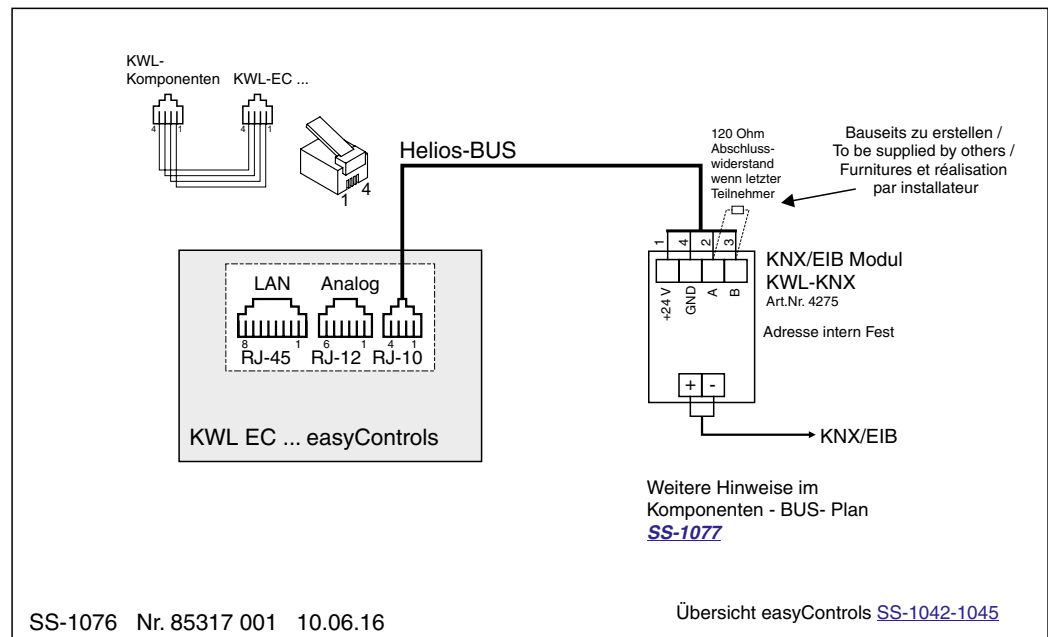 KWL-
Komponenten KWL-EC ...
4 1 4 1
1 4
Helios-BUS
120 Ohm
Abschluss-
widerstand
wenn letzter
Teilnehmer
Bauseits zu erstellen /
To be supplied by others /
Furnitures et réalisation
par installateur
1 4 2 3
+24 V GND A B
KNX/EIB Modul
KWL-KNX
Art.Nr. 4275
Adresse intern Fest
+ -
KNX/EIB
LAN Analog
8 1 6 1 4 1
RJ-45 RJ-12 RJ-10
KWL EC ... easyControls
Weitere Hinweise im
Komponenten - BUS- Plan
SS-1077
SS-1076 Nr. 85317 001 10.06.16
Übersicht easyControls SS-1042-1045